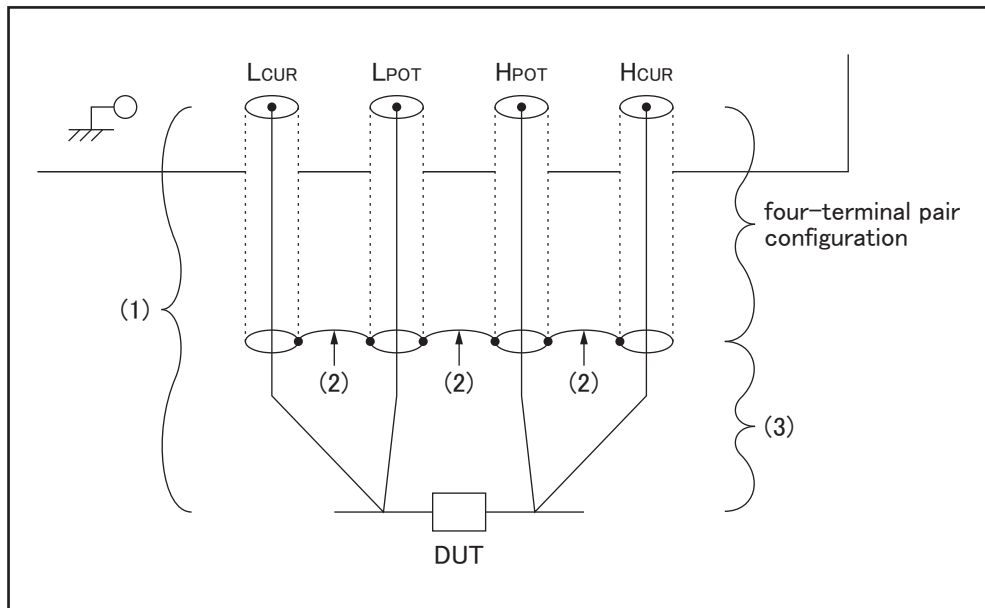 LCUR LPOT HPOT HCUR
four-terminal pair
configuration
(1)
(2) (2) (2)
(3)
DUT